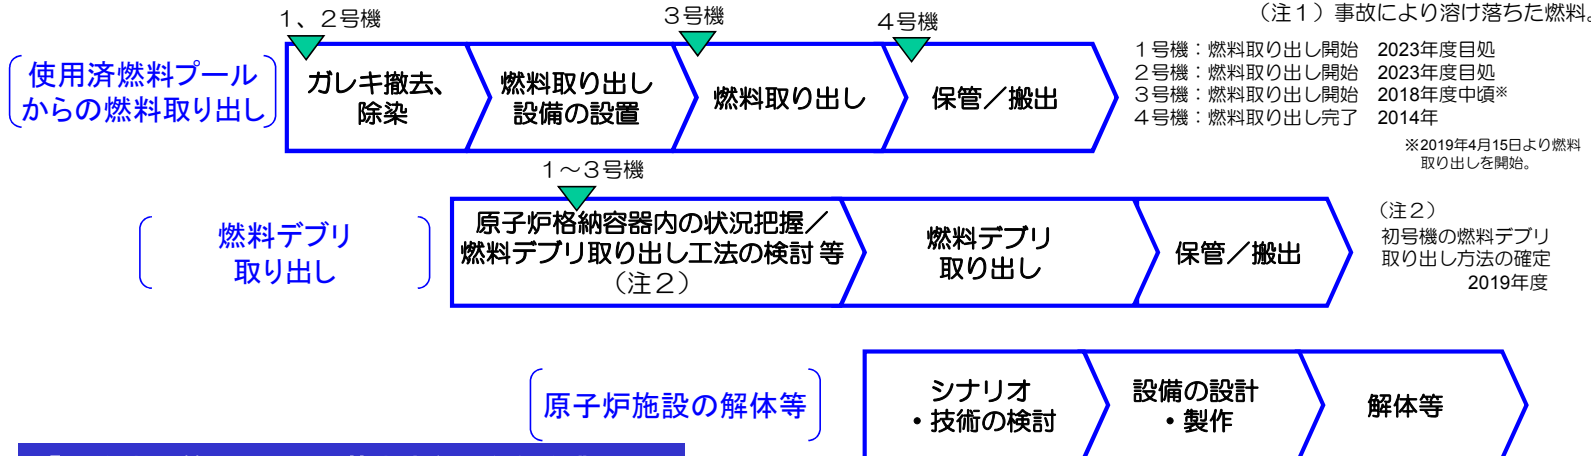 （注１）事故により溶け落ちた燃料。
１、２号機
３号機
４号機
使用済燃料プール
からの燃料取り出し
ガレキ撤去、
除染
燃料取り出し
設備の設置
燃料取り出し
保管／搬出
１号機：燃料取り出し開始　2023年度目処
２号機：燃料取り出し開始　2023年度目処
３号機：燃料取り出し開始　2018年度中頃※
４号機：燃料取り出し完了　2014年
※2019年4月15日より燃料
取り出しを開始。
１～３号機
燃料デブリ
取り出し
原子炉格納容器内の状況把握／
燃料デブリ取り出し工法の検討 等
（注２）
燃料デブリ
取り出し
保管／搬出
（注２）
初号機の燃料デブリ
取り出し方法の確定
2019年度
原子炉施設の解体等
シナリオ
・技術の検討
設備の設計
・製作
解体等